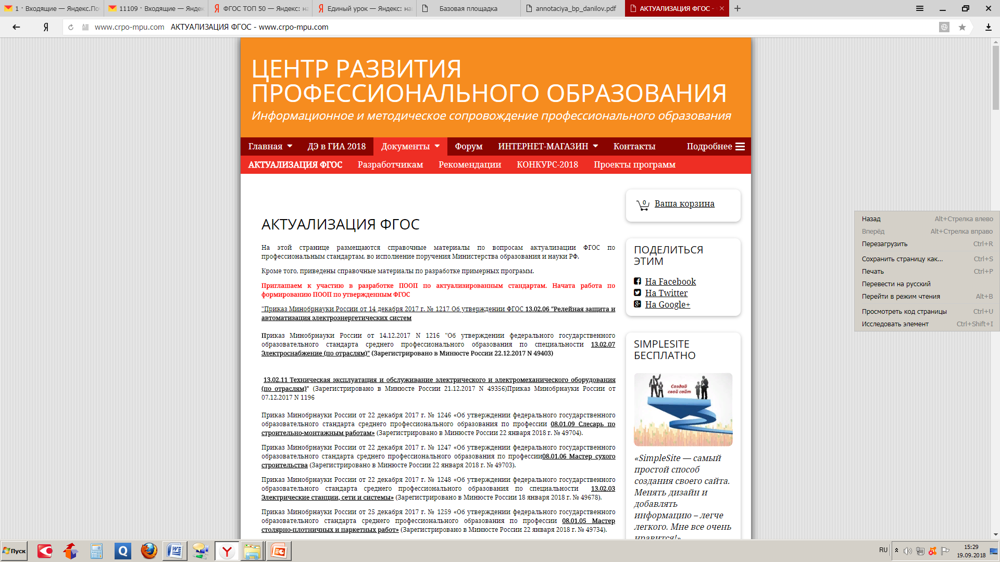 1 · Входящие — Яндекс.По
11109 · Входящие — Яндек
ФГОС ТОП 50 — Яндекс: на
Единый урок — Яндекс: на
Базовая площадка
annotaciya_bp_danilov.pdf
АКТУАЛИЗАЦИЯ ФГОС -
www.crpo-mpu.com АКТУАЛИЗАЦИЯ ФГОС - www.crpo-mpu.com
ЦЕНТР РАЗВИТИЯ
ПРОФЕССИОНАЛЬНОГО ОБРАЗОВАНИЯ
Информационное и методическое сопровождение профессионального образования
Главная ДЭ в ГИА 2018 Документы Форум ИНТЕРНЕТ-МАГАЗИН Контакты Подробнее
АКТУАЛИЗАЦИЯ ФГОС Разработчикам Рекомендации КОНКУРС-2018 Проекты программ
АКТУАЛИЗАЦИЯ ФГОС
На этой странице размещаются справочные материалы по вопросам актуализации ФГОС по
профессиональным стандартам, во исполнение поручения Министерства образования и науки РФ.
Кроме того, приведены справочные материалы по разработке примерных программ.
Приглашаем к участию в разработке ПООП по актуализированным стандартам. Начата работа по
формированию ПООП по утвержденным ФГОС
"Приказ Минобрнауки России от 14 декабря 2017 г. № 1217 Об утверждении ФГОС 13.02.06 "Релейная защита и
автоматизация электроэнергетических систем
Приказ Минобрнауки России от 14.12.2017 N 1216 "Об утверждении федерального государственного
образовательного стандарта среднего профессионального образования по специальности 13.02.07
Электроснабжение (по отраслям)" (Зарегистрировано в Минюсте России 22.12.2017 N 49403)
13.02.11 Техническая эксплуатация и обслуживание электрического и электромеханического оборудования
(по отраслям)" (Зарегистрировано в Минюсте России 21.12.2017 N 49356)Приказ Минобрнауки России от
07.12.2017 N 1196
Приказ Минобрнауки России от 22 декабря 2017 г. № 1246 «Об утверждении федерального государственного
образовательного стандарта среднего профессионального образования по профессии 08.01.09 Слесарь по
строительно-монтажным работам» (Зарегистрировано в Минюсте России 22 января 2018 г. № 49704).
Приказ Минобрнауки России от 22 декабря 2017 г. № 1247 «Об утверждении федерального государственного
образовательного стандарта среднего профессионального образования по профессии08.01.06 Мастер сухого
строительства (Зарегистрировано в Минюсте России 22 января 2018 г. № 49703).
Приказ Минобрнауки России от 22 декабря 2017 г. № 1248 «Об утверждении федерального государственного
образовательного стандарта среднего профессионального образования по специальности 13.02.03
Электрические станции, сети и системы» (Зарегистрировано в Минюсте России 18 января 2018 г. № 49678).
Приказ Минобрнауки России от 25 декабря 2017 г. № 1259 «Об утверждении федерального государственного
образовательного стандарта среднего профессионального образования по профессии 08.01.05 Мастер
столярно-плотничных и паркетных работ» (Зарегистрировано в Минюсте России 22 января 2018 г. № 49734).
0 Ваша корзина
ПОДЕЛИТЬСЯ
ЭТИМ
На Facebook
На Twitter
На Google+
SIMPLESITE
БЕСПЛАТНО
Создай
свой сайт
«SimpleSite — самый
простой способ
создания своего сайта.
Менять дизайн и
добавлять
информацию – легче
легкого. Мне все очень
нравится!»
Назад Alt+Стрелка влево
Вперёд Alt+Стрелка вправо
Перезагрузить Ctrl+R
Сохранить страницу как... Ctrl+S
Печать Ctrl+P
Перевести на русский
Перейти в режим чтения Alt+B
Просмотреть код страницы Ctrl+U
Исследовать элемент Ctrl+Shift+I
Пуск
RU
15:29
19.09.2018